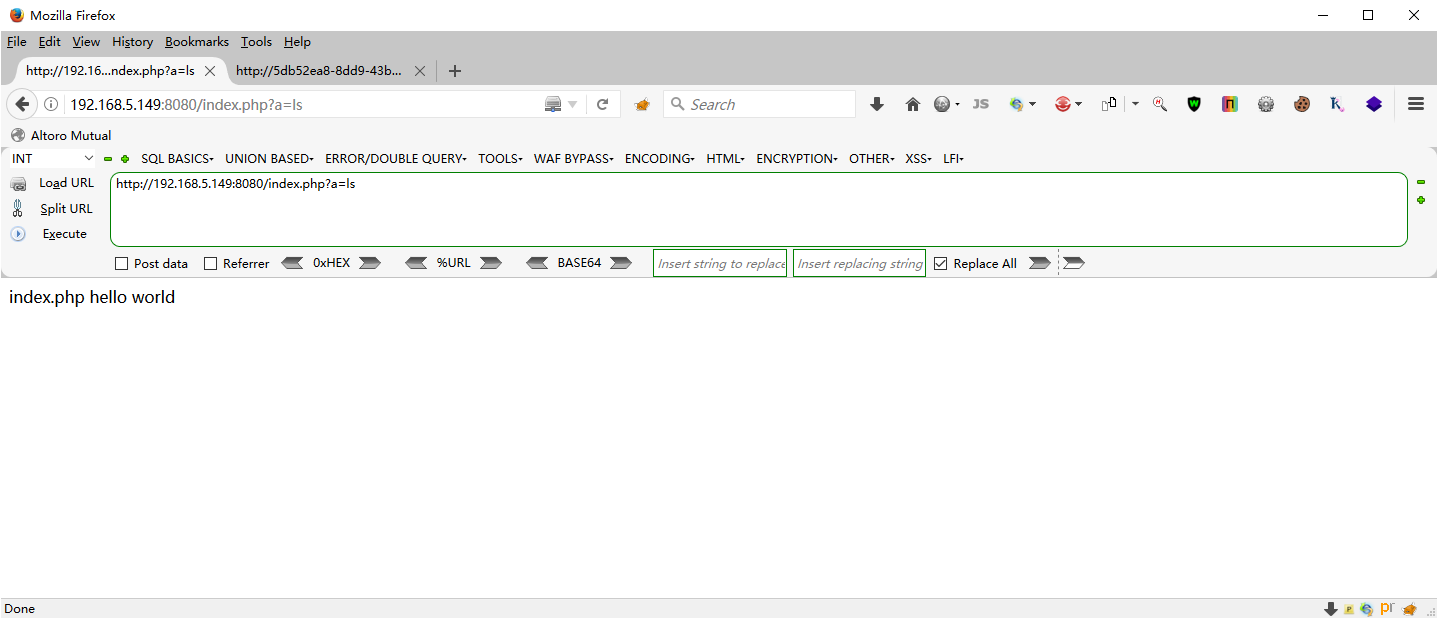 Mozilla Firefox
File Edit View History Bookmarks Tools Help
http://192.16...ndex.php?a=ls http://5db52ea8-8dd9-43b...
192.168.5.149:8080/index.php?a=ls Search JS
Altoro Mutual
INT SQL BASICS UNION BASED ERROR/DOUBLE QUERY TOOLS WAF BYPASS ENCODING HTML ENCRYPTION OTHER XSS LFI
Load URL http://192.168.5.149:8080/index.php?a=ls
Split URL
Execute
Post data Referrer 0xHEX %URL BASE64 Insert string to replace Insert replacing string Replace All
index.php hello world
Done pr